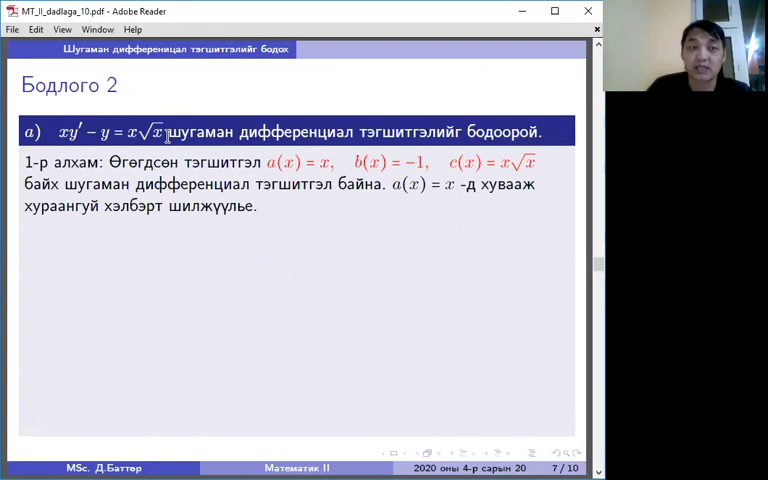 MT_II_dadlaga_10.pdf - Adobe Reader
File Edit View Window Help
Шугаман дифференицал тэгшитгэлийг бодох
Бодлого 2
a) xy′ − y = x√x шугаман дифференциал тэгшитгэлийг бодоорой.
1-р алхам: Өгөгдсөн тэгшитгэл a(x) = x, b(x) = −1, c(x) = x√x
байх шугаман дифференциал тэгшитгэл байна. a(x) = x -д хувааж
хураангуй хэлбэрт шилжүүлье.
MSc. Д.Баттөр Математик II 2020 оны 4-р сарын 20 7 / 10